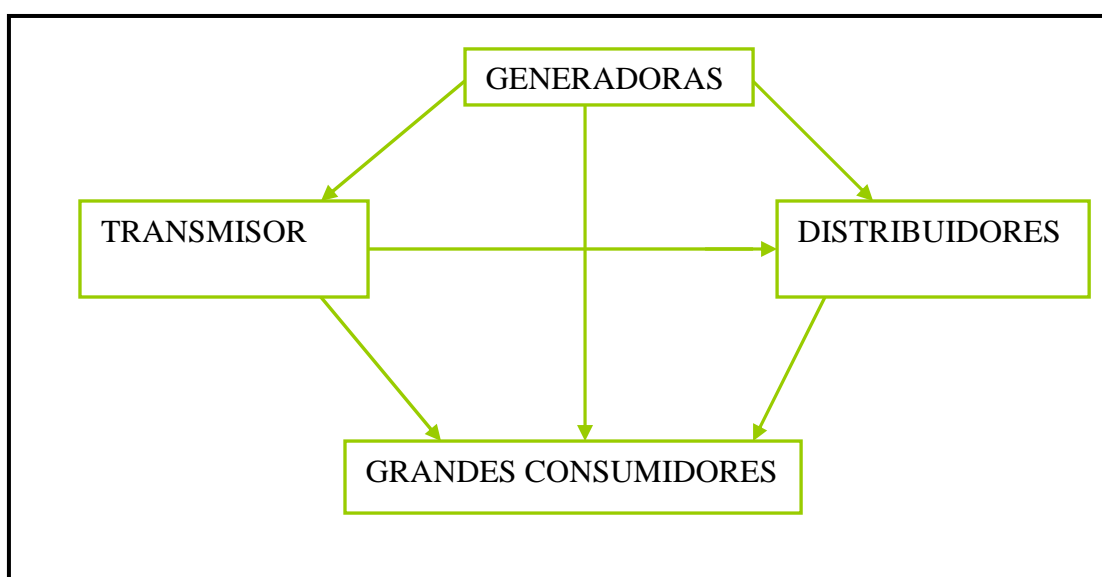 GENERADORAS
TRANSMISOR
DISTRIBUIDORES
GRANDES CONSUMIDORES